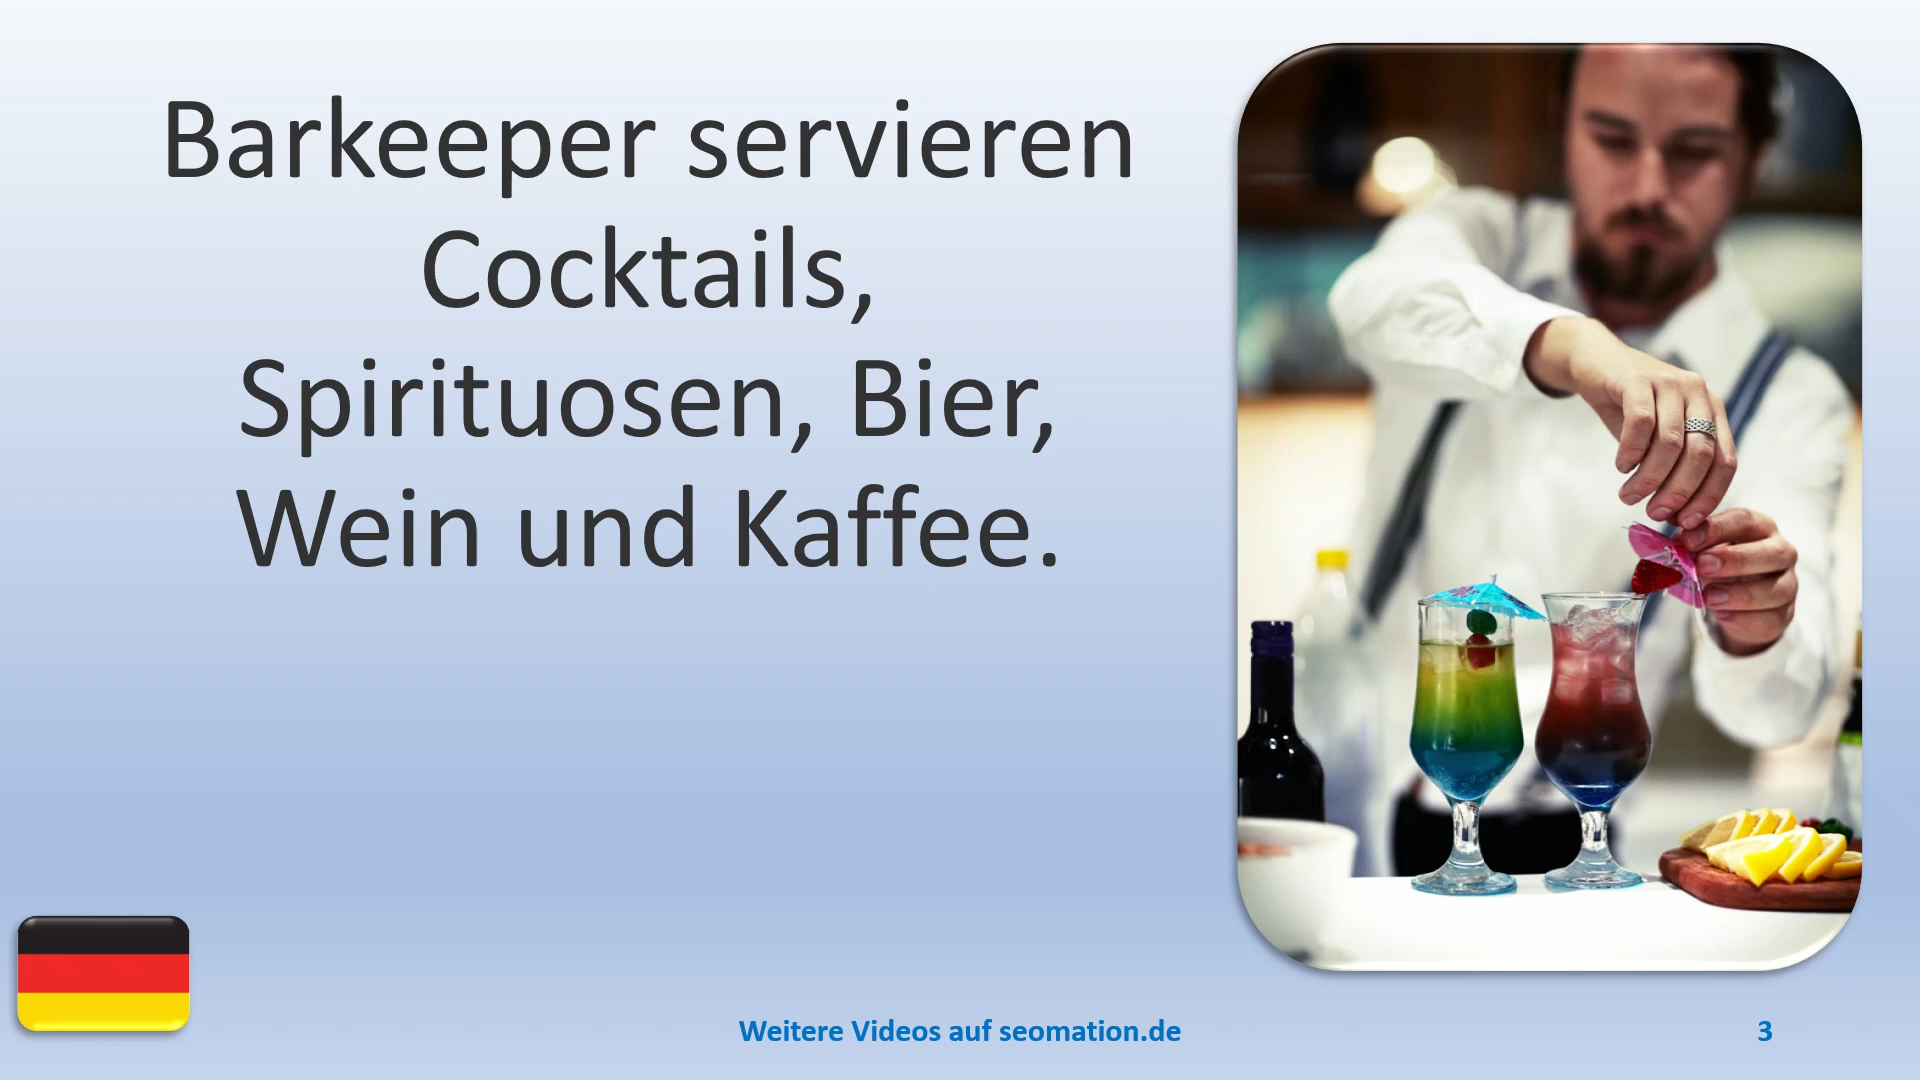 Barkeeper servieren
Cocktails,
Spirituosen, Bier,
Wein und Kaffee.
Weitere Videos auf seomation.de
3